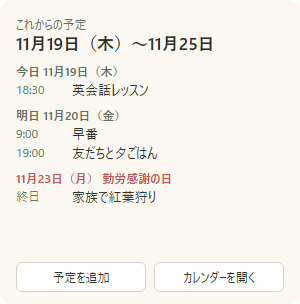 これからの予定
11月19日（木）～11月25日
今日 11月19日（木）
18:30 英会話レッスン
明日 11月20日（金）
9:00 早番
19:00 友だちと夕ごはん
11月23日（月） 勤労感謝の日
終日 家族で紅葉狩り
予定を追加 カレンダーを開く